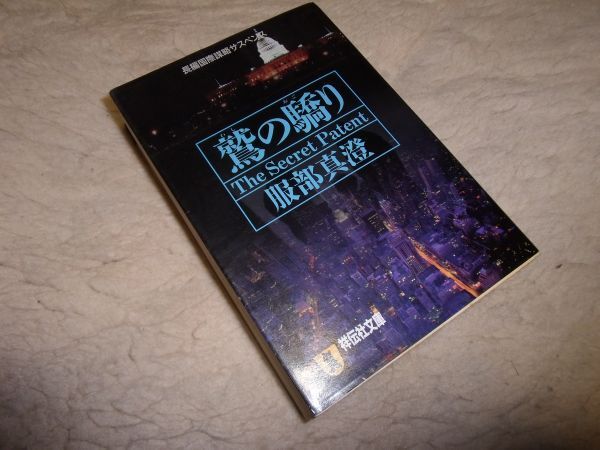 長編国際謀略サスペンス
鷲の驕り
The Secret Patent
服部真澄
祥伝社文庫